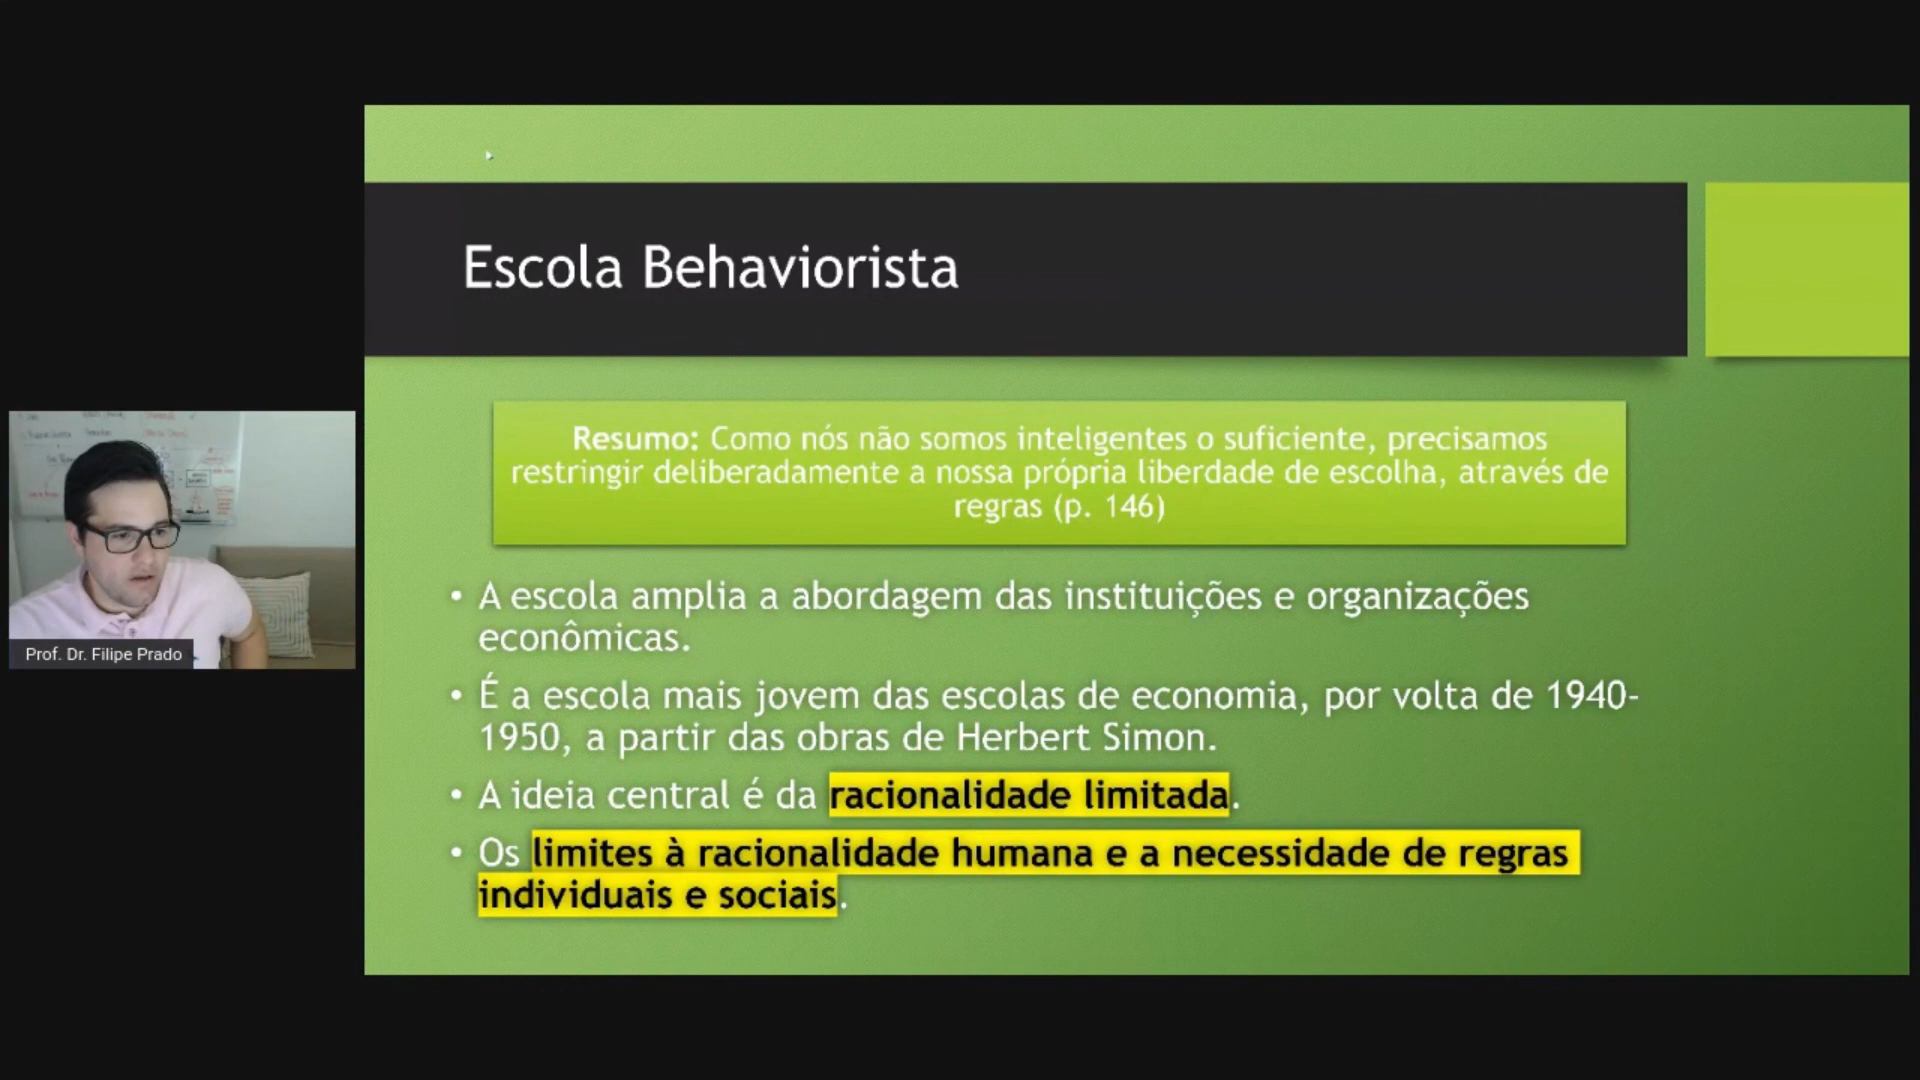 Escola Behaviorista
Resumo: Como nós não somos inteligentes o suficiente, precisamos
restringir deliberadamente a nossa própria liberdade de escolha, através de
regras (p. 146)
• A escola amplia a abordagem das instituições e organizações
econômicas.
• É a escola mais jovem das escolas de economia, por volta de 1940-
1950, a partir das obras de Herbert Simon.
• A ideia central é da racionalidade limitada.
• Os limites à racionalidade humana e a necessidade de regras
individuais e sociais.
Prof. Dr. Filipe Prado